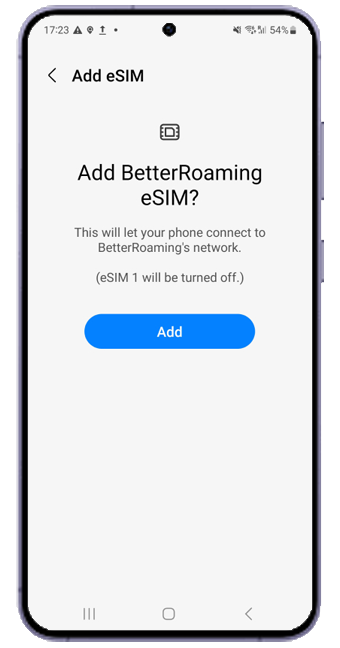 17:23 54%
Add eSIM
Add BetterRoaming
eSIM?
This will let your phone connect to
BetterRoaming's network.
(eSIM 1 will be turned off.)
Add